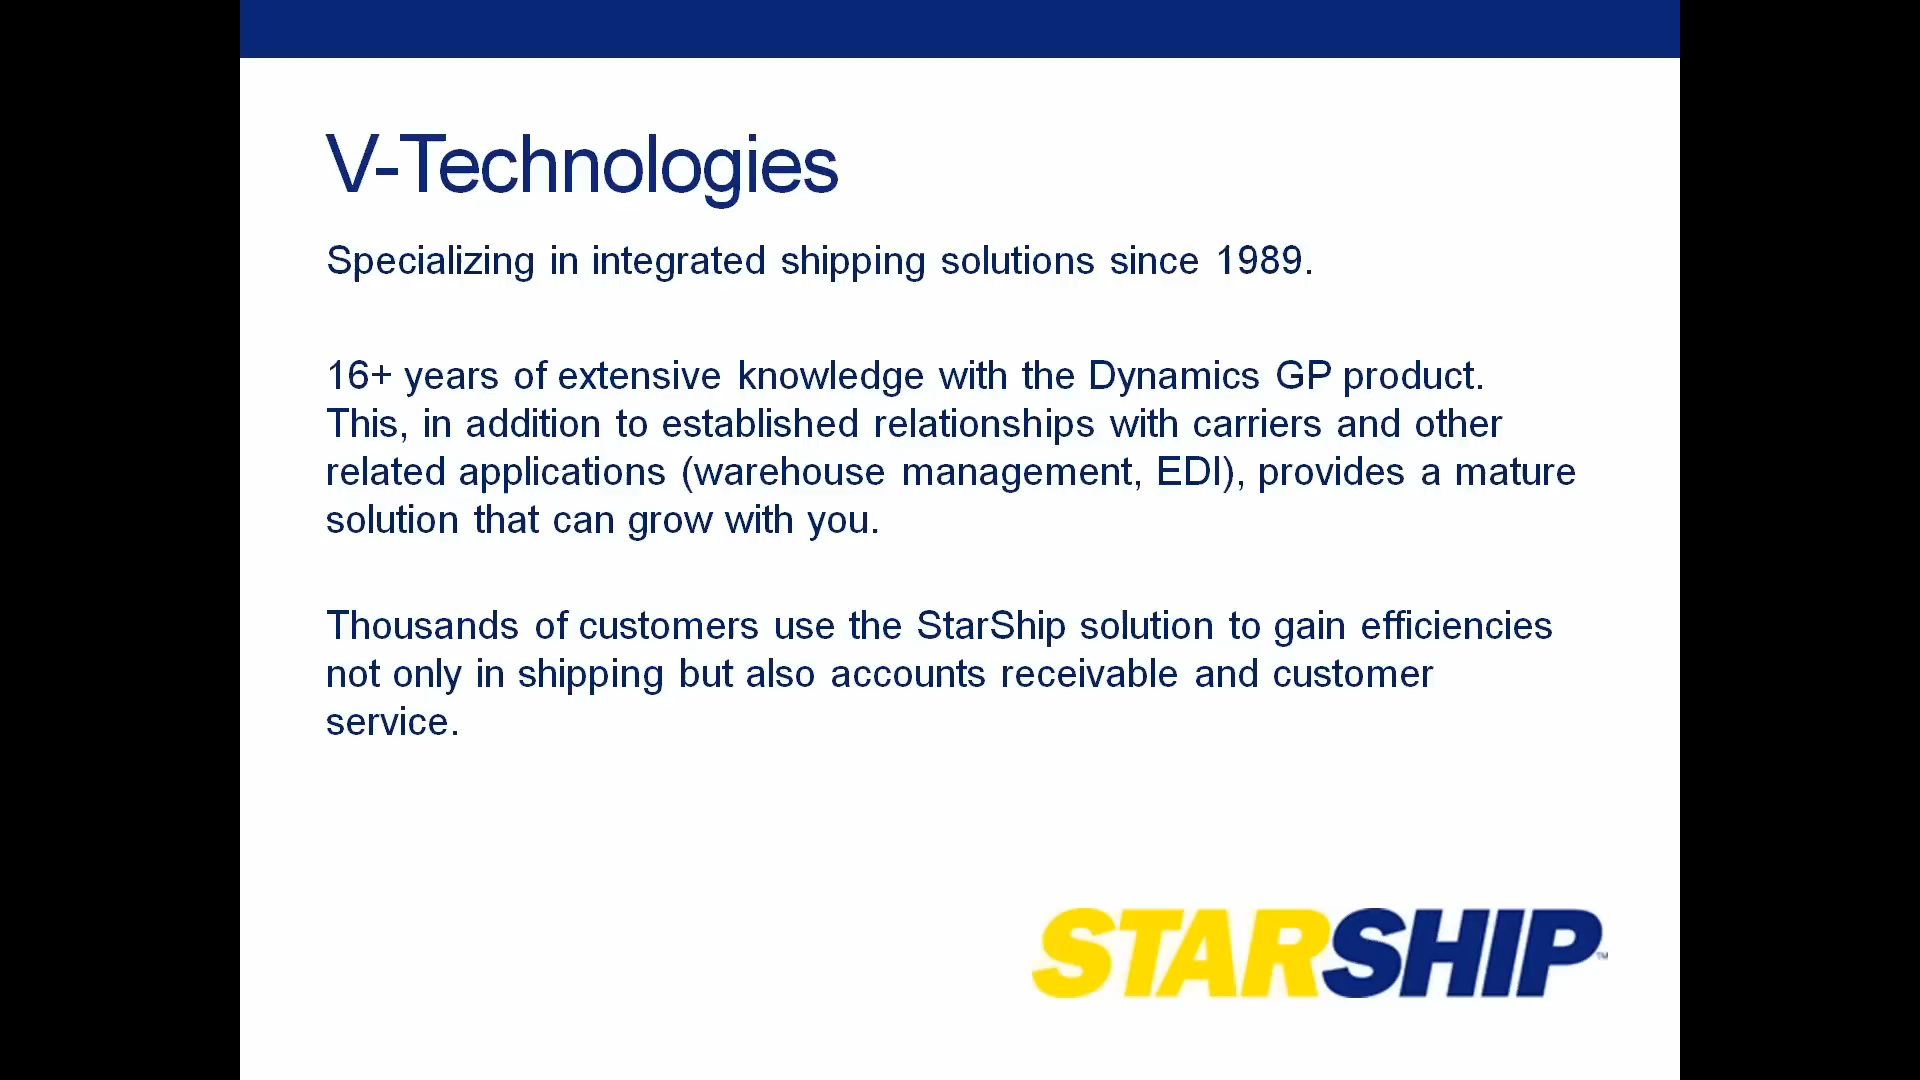 V-Technologies
Specializing in integrated shipping solutions since 1989.
16+ years of extensive knowledge with the Dynamics GP product.
This, in addition to established relationships with carriers and other
related applications (warehouse management, EDI), provides a mature
solution that can grow with you.
Thousands of customers use the StarShip solution to gain efficiencies
not only in shipping but also accounts receivable and customer
service.
STARSHIP™